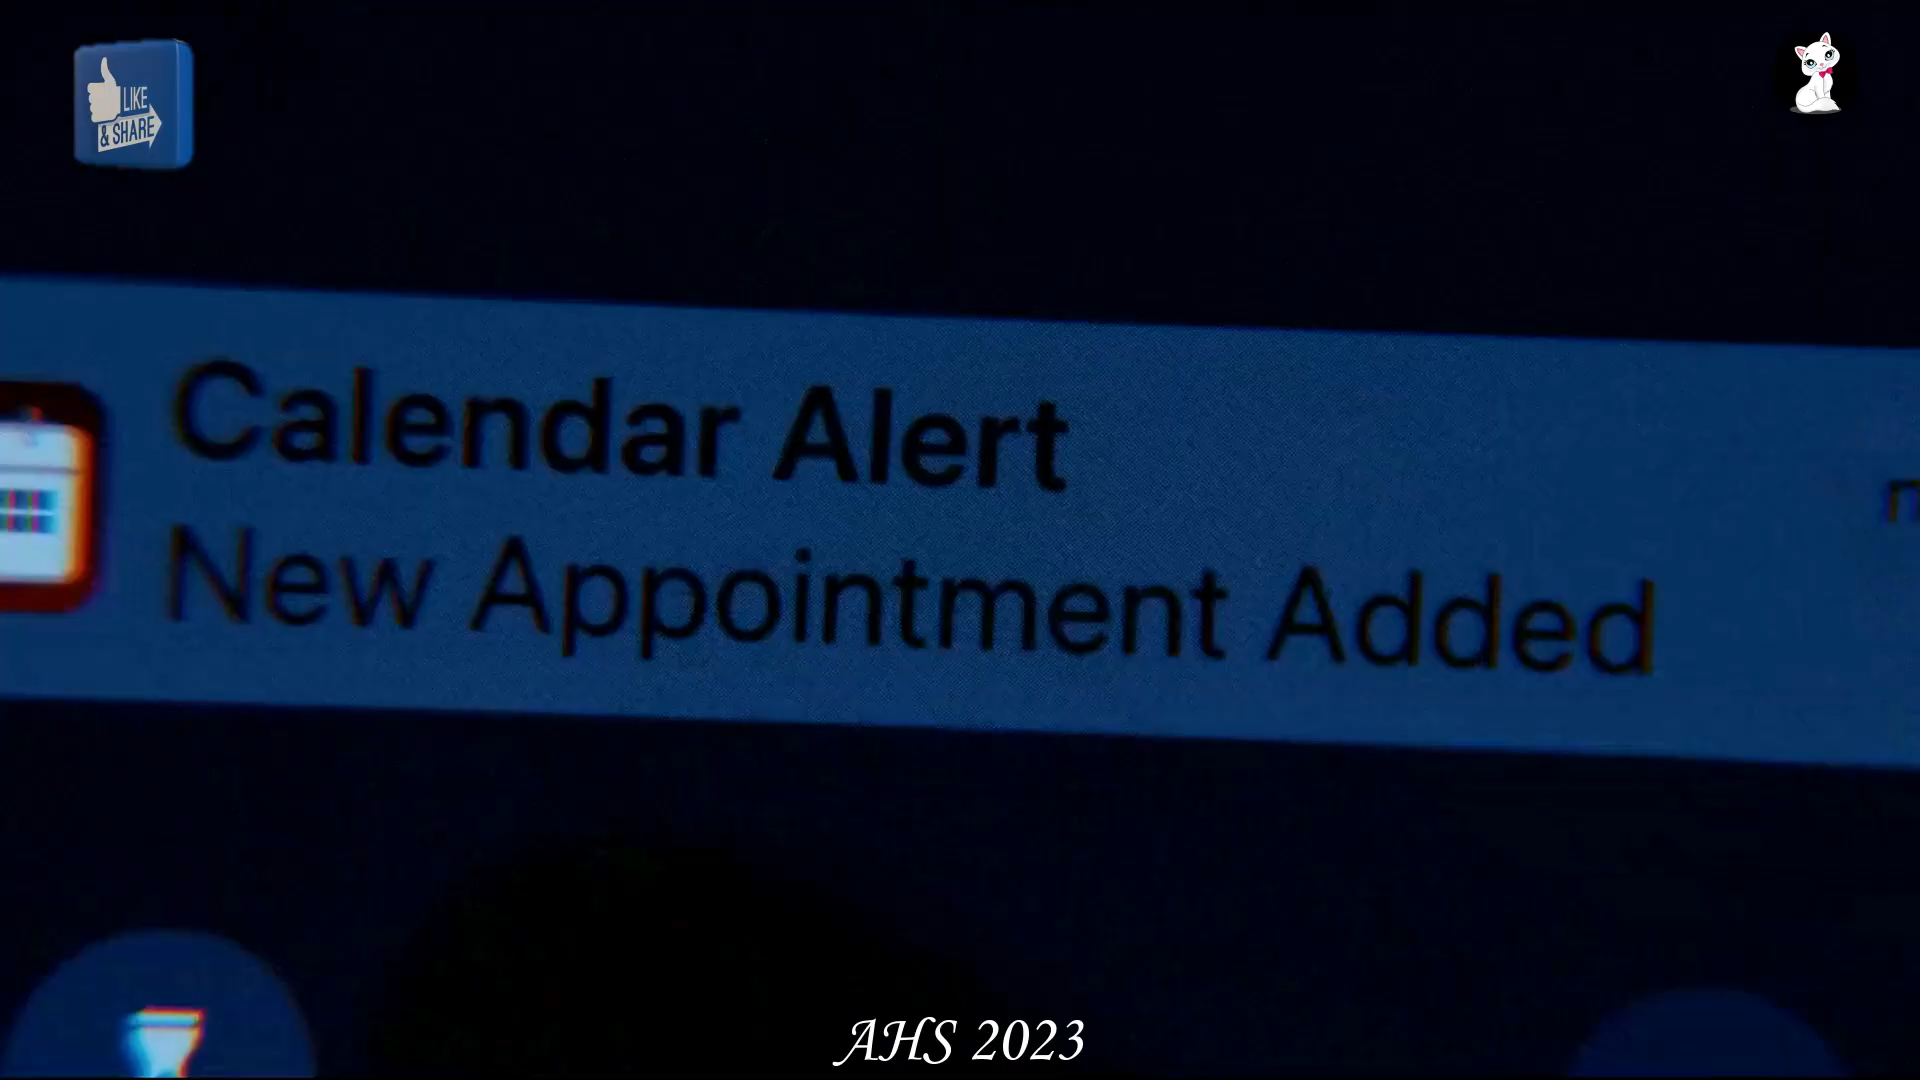 LIKE
& SHARE
Calendar Alert
New Appointment Added
AHS 2023